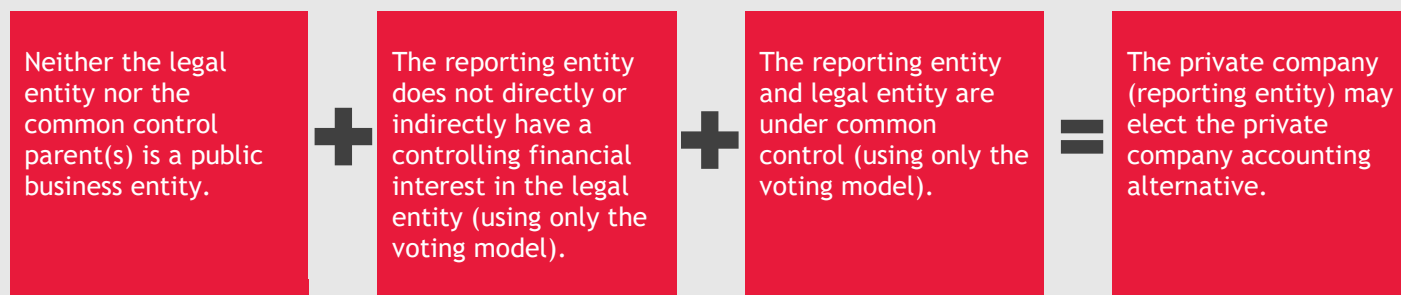 Neither the legal
entity nor the
common control
parent(s) is a public
business entity.
+
The reporting entity
does not directly or
indirectly have a
controlling financial
interest in the legal
entity (using only the
voting model).
+
The reporting entity
and legal entity are
under common
control (using only the
voting model).
=
The private company
(reporting entity) may
elect the private
company accounting
alternative.